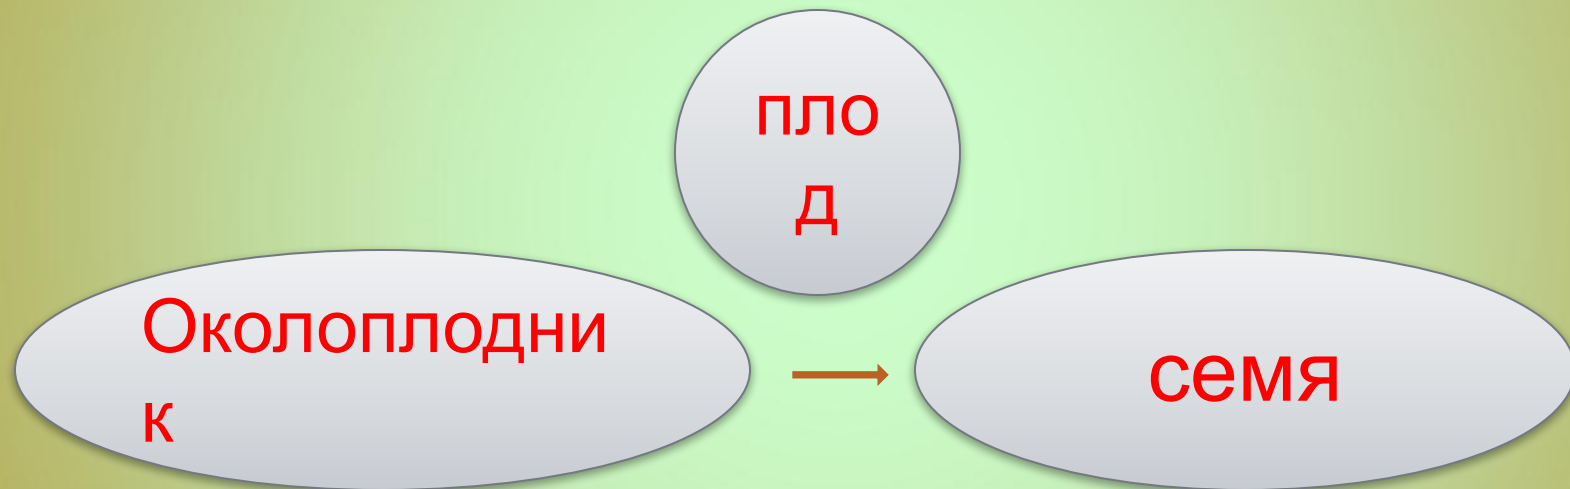 пло
д
Околоплодни
к
семя